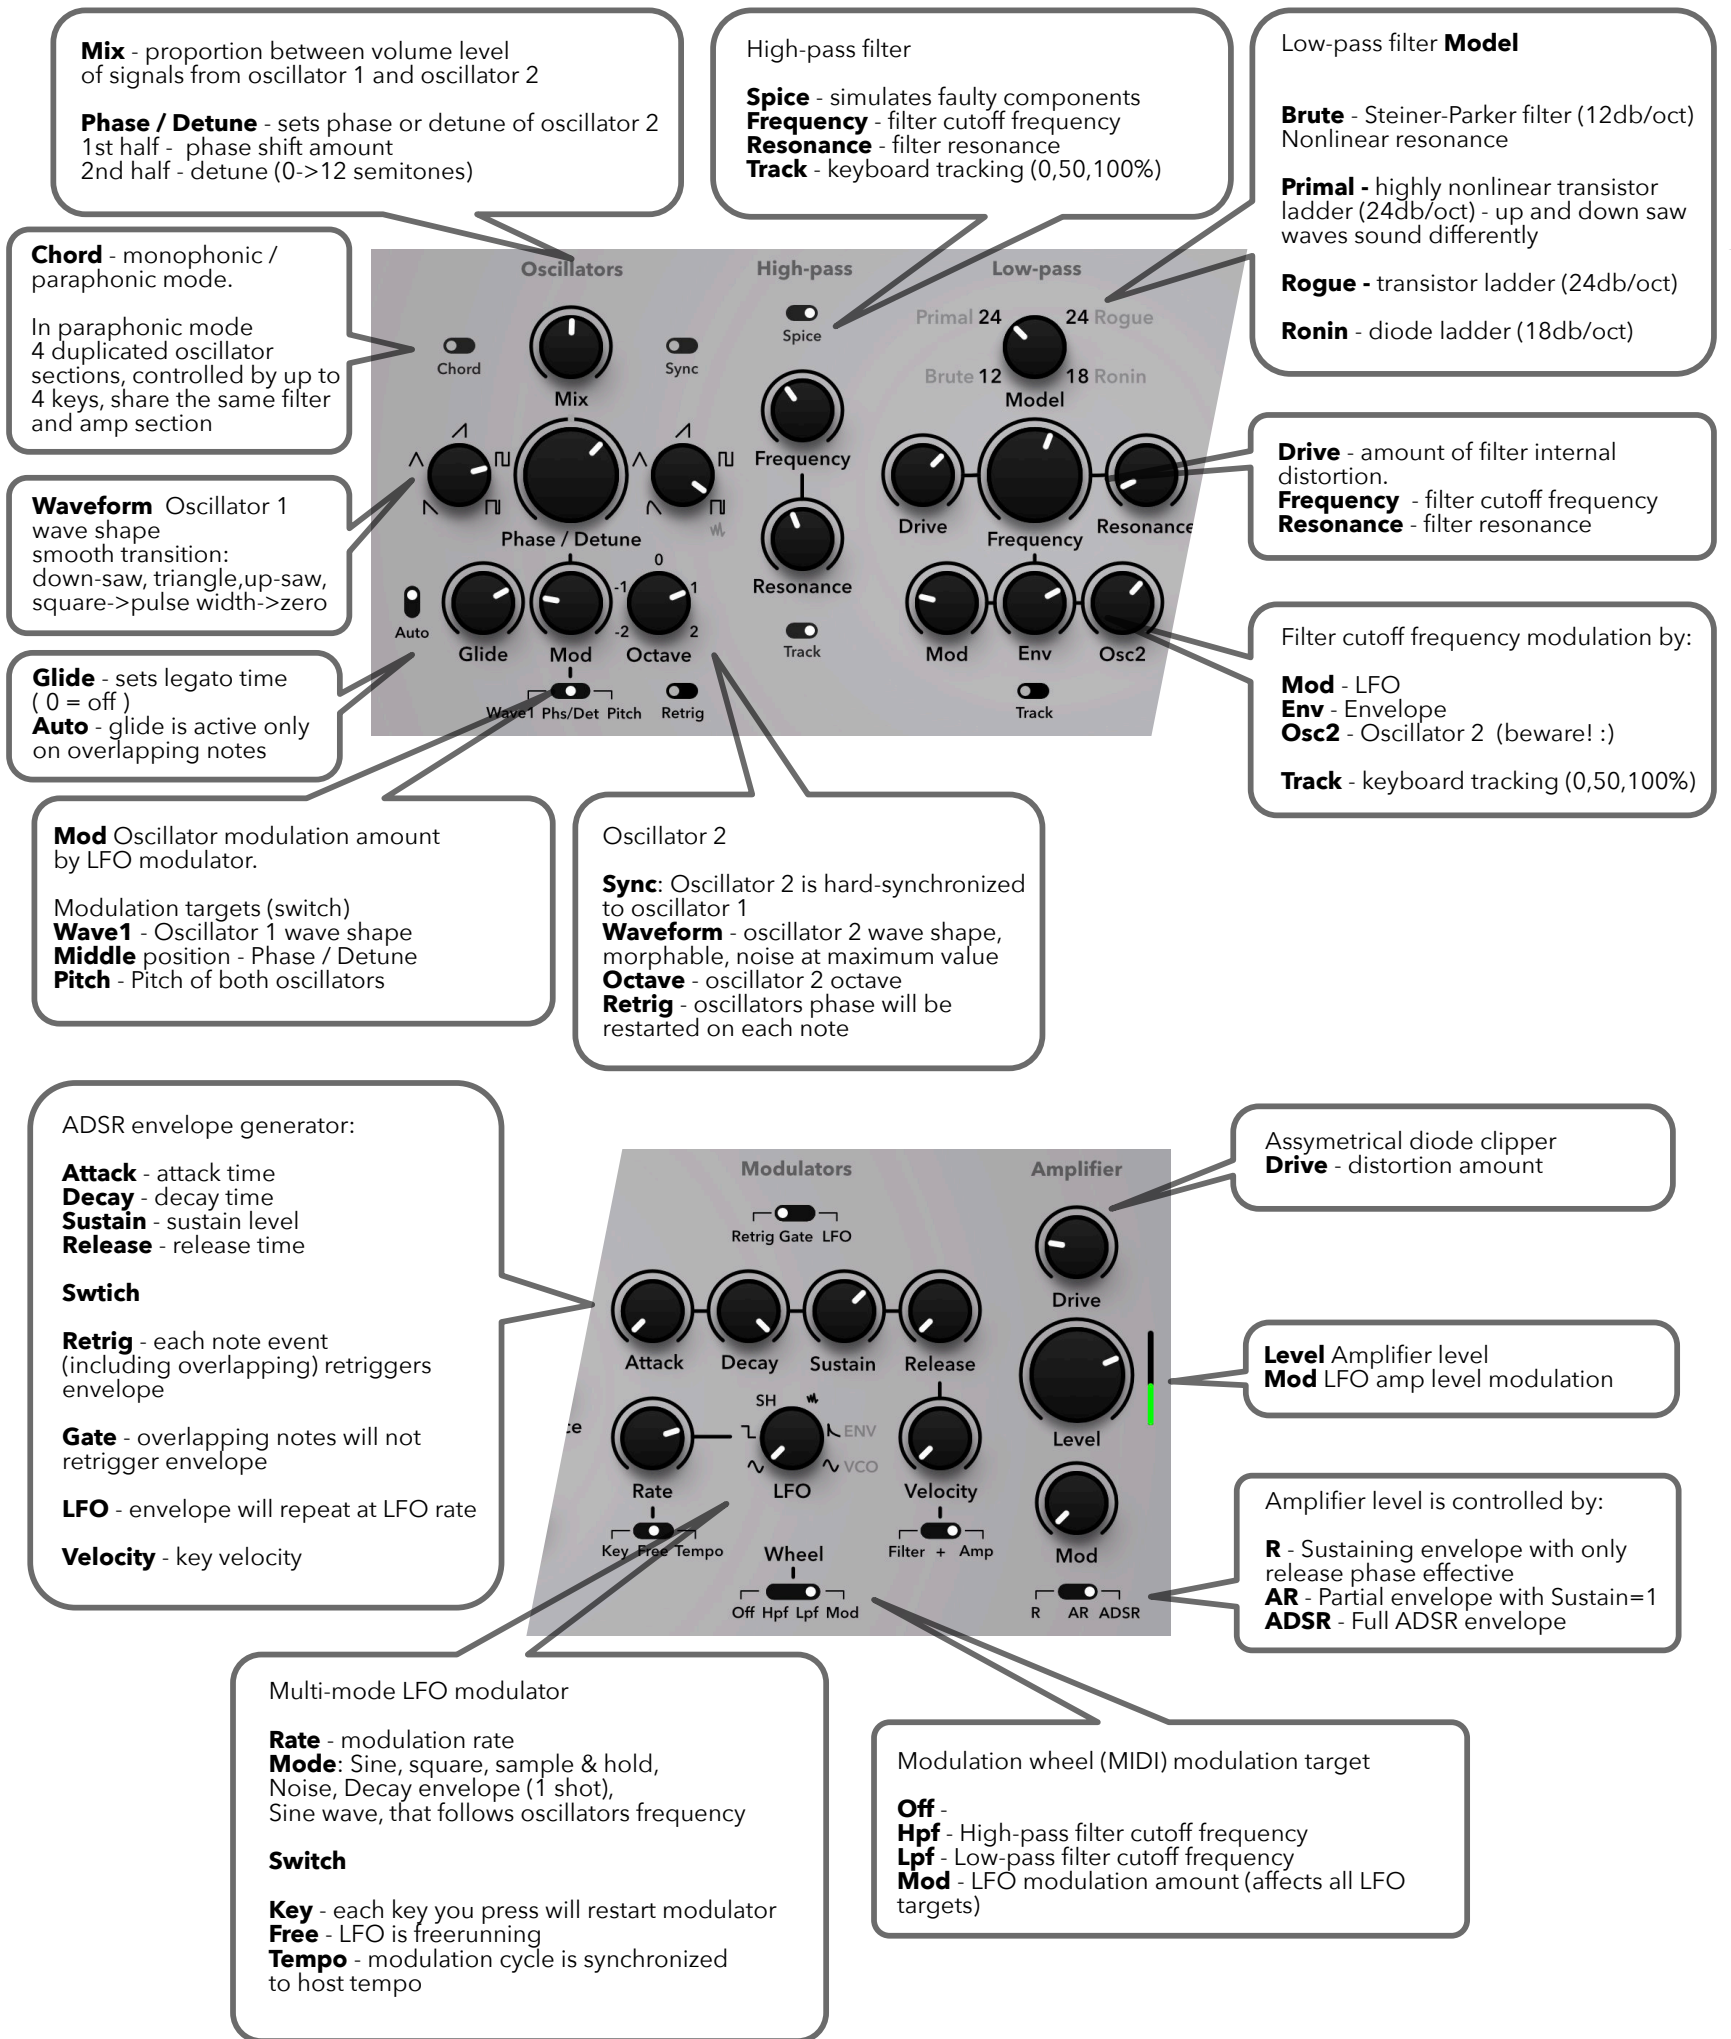 Mix - proportion between volume level
of signals from oscillator 1 and oscillator 2
Phase / Detune - sets phase or detune of oscillator 2
1st half -  phase shift amount
2nd half - detune (0->12 semitones)
High-pass filter
Spice - simulates faulty components
Frequency - filter cutoff frequency
Resonance - filter resonance
Track - keyboard tracking (0,50,100%)
Low-pass filter Model
Brute - Steiner-Parker filter (12db/oct)
Nonlinear resonance
Primal - highly nonlinear transistor
ladder (24db/oct) - up and down saw
waves sound differently
Rogue - transistor ladder (24db/oct)
Ronin - diode ladder (18db/oct)
Chord - monophonic /
paraphonic mode.
In paraphonic mode
4 duplicated oscillator
sections, controlled by up to
4 keys, share the same filter
and amp section
Waveform  Oscillator 1
wave shape
smooth transition:
down-saw, triangle,up-saw,
square->pulse width->zero
Glide - sets legato time
( 0 = off )
Auto - glide is active only
on overlapping notes
Oscillators
High-pass
Low-pass
Chord
Mix
Sync
Spice
Primal 24
24 Rogue
Brute 12
18 Ronin
Model
Phase / Detune
Frequency
Resonance
Drive
Frequency
Resonance
Auto
Glide
Mod
Octave
0
-1
1
-2
2
Wave1 Phs/Det Pitch
Retrig
Track
Mod
Env
Osc2
Track
Drive - amount of filter internal
distortion.
Frequency  - filter cutoff frequency
Resonance - filter resonance
Filter cutoff frequency modulation by:
Mod - LFO
Env - Envelope
Osc2 - Oscillator 2  (beware! :)
Track - keyboard tracking (0,50,100%)
Mod Oscillator modulation amount
by LFO modulator.
Modulation targets (switch)
Wave1 - Oscillator 1 wave shape
Middle position - Phase / Detune
Pitch - Pitch of both oscillators
Oscillator 2
Sync: Oscillator 2 is hard-synchronized
to oscillator 1
Waveform - oscillator 2 wave shape,
morphable, noise at maximum value
Octave - oscillator 2 octave
Retrig - oscillators phase will be
restarted on each note
ADSR envelope generator:
Attack - attack time
Decay - decay time
Sustain - sustain level
Release - release time
Swtich
Retrig - each note event
(including overlapping) retriggers
envelope
Gate - overlapping notes will not
retrigger envelope
LFO - envelope will repeat at LFO rate
Velocity - key velocity
Modulators
Amplifier
Retrig Gate LFO
Attack
Decay
Sustain
Release
Drive
SH
ENV
VCO
ce
Rate
LFO
Velocity
Level
Key Free Tempo
Wheel
Off Hpf Lpf Mod
Filter + Amp
Mod
R AR ADSR
Assymetrical diode clipper
Drive - distortion amount
Level Amplifier level
Mod LFO amp level modulation
Amplifier level is controlled by:
R - Sustaining envelope with only
release phase effective
AR - Partial envelope with Sustain=1
ADSR - Full ADSR envelope
Multi-mode LFO modulator
Rate - modulation rate
Mode: Sine, square, sample & hold,
Noise, Decay envelope (1 shot),
Sine wave, that follows oscillators frequency
Switch
Key - each key you press will restart modulator
Free - LFO is freerunning
Tempo - modulation cycle is synchronized
to host tempo
Modulation wheel (MIDI) modulation target
Off -
Hpf - High-pass filter cutoff frequency
Lpf - Low-pass filter cutoff frequency
Mod - LFO modulation amount (affects all LFO
targets)